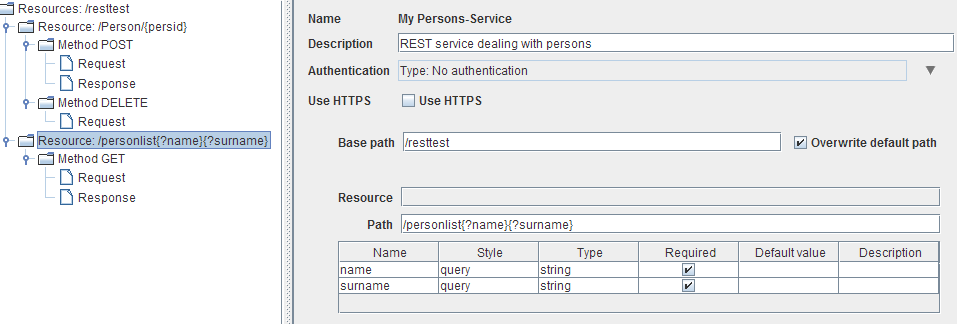 Resources: /resttest
Resource: /Person/{persid}
Method POST
Request
Response
Method DELETE
Request
Resource: /personlist{?name}{?surname}
Method GET
Request
Response
Name My Persons-Service
Description REST service dealing with persons
Authentication Type: No authentication
Use HTTPS Use HTTPS
Base path /resttest Overwrite default path
Resource
Path /personlist{?name}{?surname}
Name Style Type Required Default value Description
name query string
surname query string